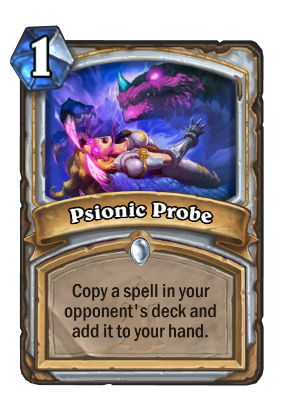 1
Psionic Probe
Copy a spell in your
opponent's deck and
add it to your hand.